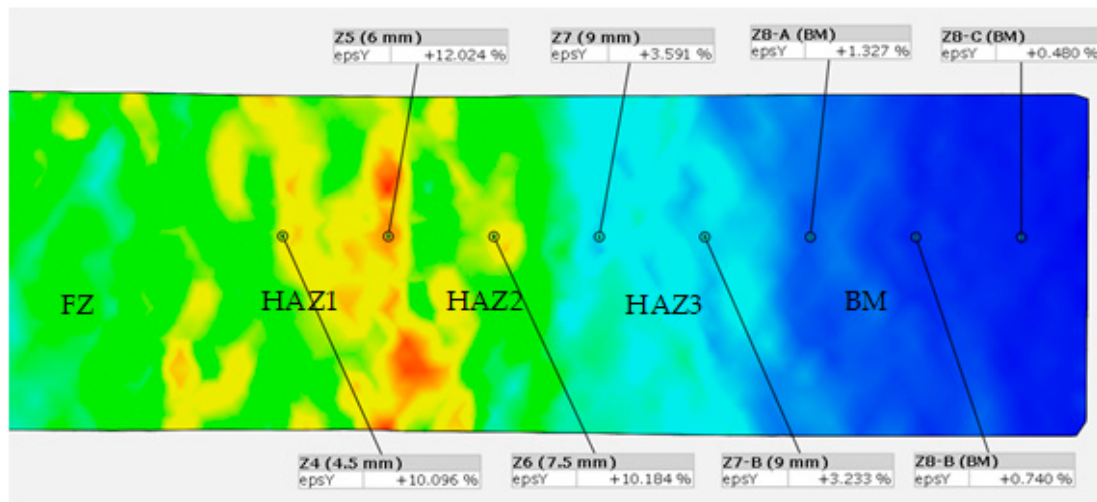 Z5 (6 mm)
epsY +12.024 %
Z7 (9 mm)
epsY +3.591 %
Z8-A (BM)
epsY +1.327 %
Z8-C (BM)
epsY +0.480 %
FZ
HAZ1
HAZ2
HAZ3
BM
Z4 (4.5 mm)
epsY +10.096 %
Z6 (7.5 mm)
epsY +10.184 %
Z7-B (9 mm)
epsY +3.233 %
Z8-B (BM)
epsY +0.740 %